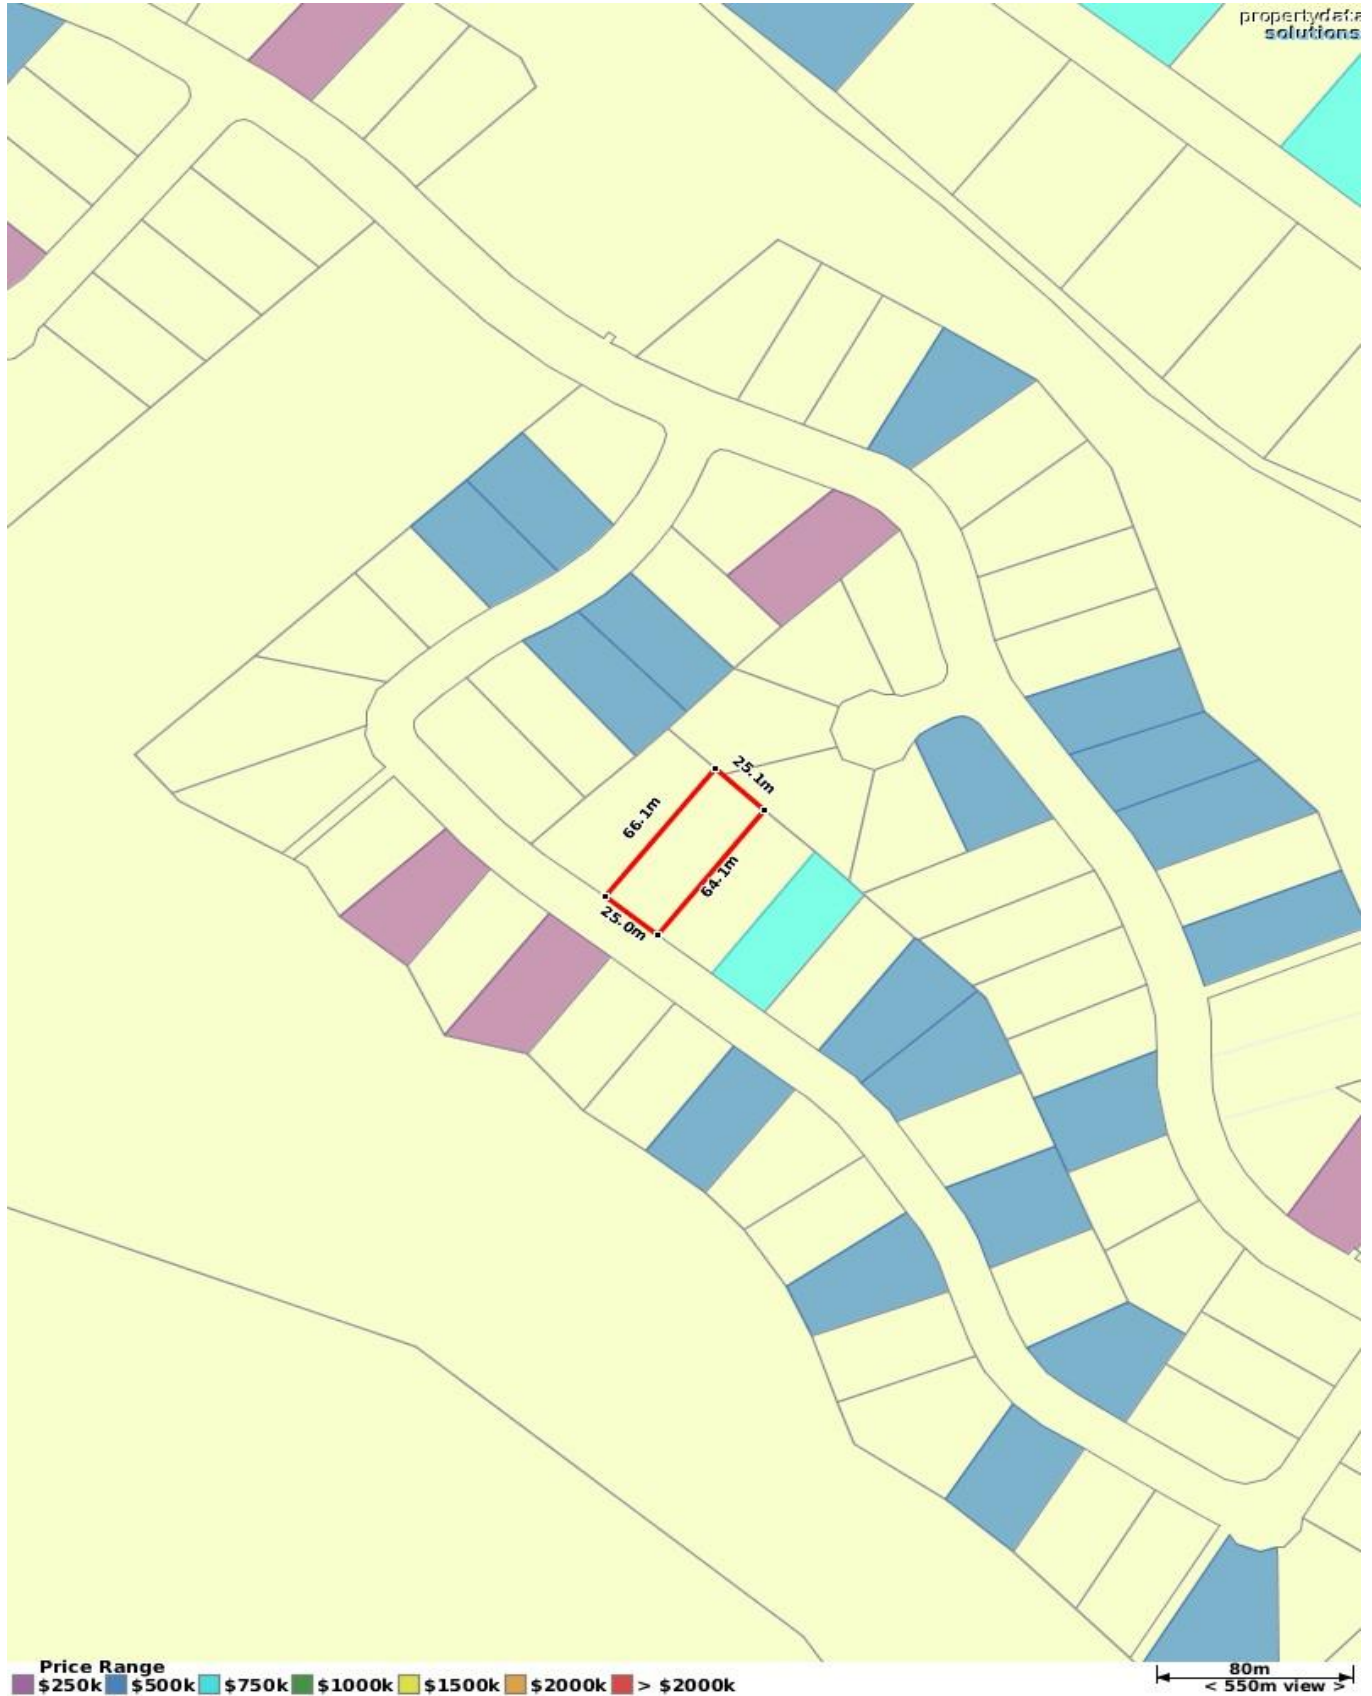 propertydata
solutions
25.1m
66.1m
64.1m
25.0m
Price Range
$250k $500k $750k $1000k $1500k $2000k > $2000k
80m
< 550m view >